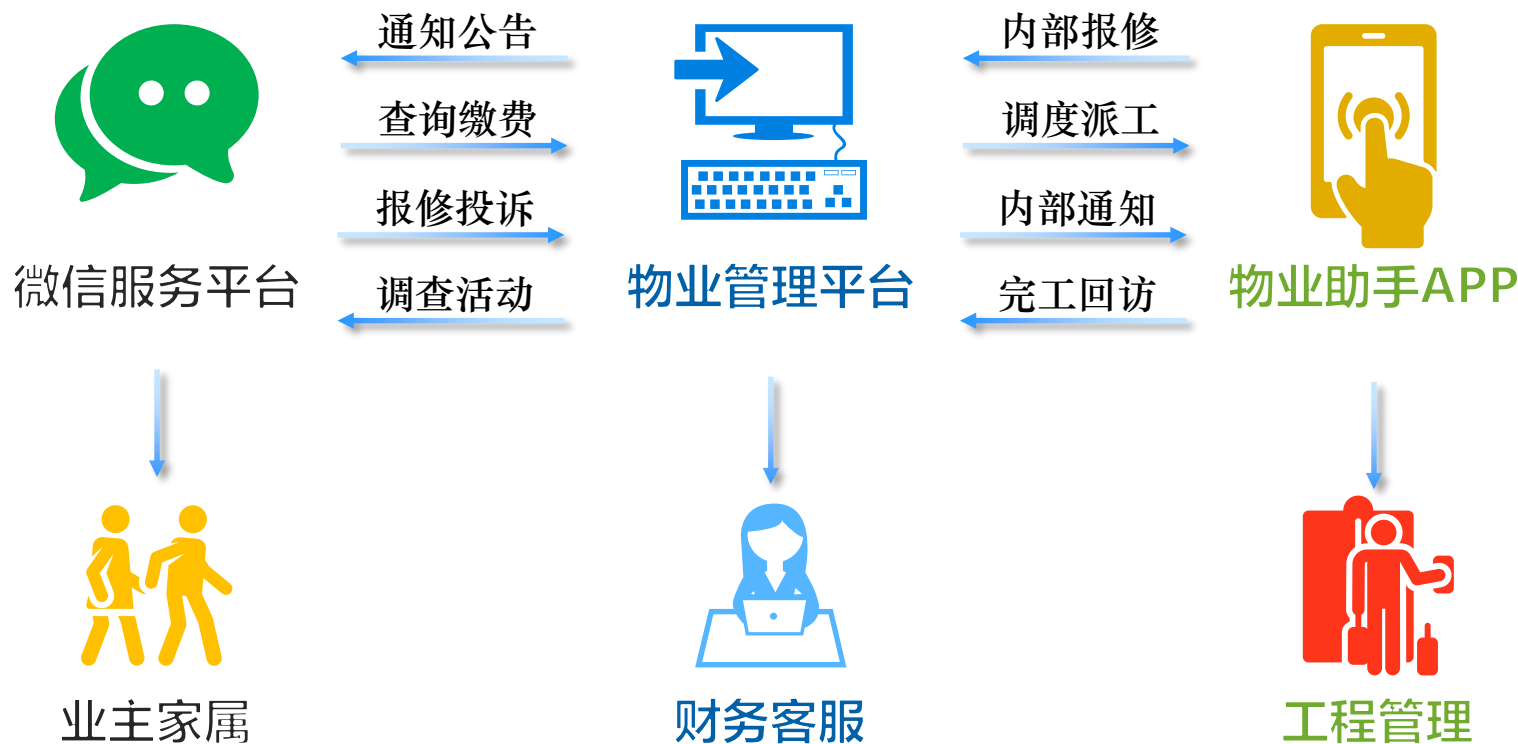 通知公告
查询缴费
报修投诉
调查活动
内部报修
调度派工
内部通知
完工回访
微信服务平台
物业管理平台
物业助手APP
业主家属
财务客服
工程管理